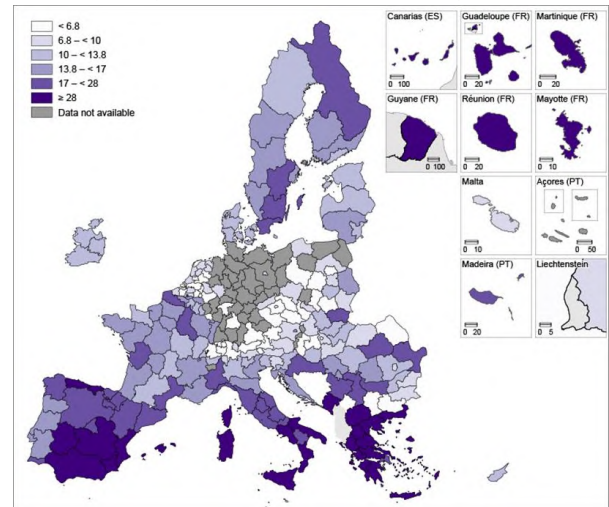 < 6.8
6.8 – < 10
10 – < 13.8
13.8 – < 17
17 – < 28
≥ 28
Data not available
Canarias (ES)
0 100
Guadeloupe (FR)
0 20
Martinique (FR)
0 20
Guyane (FR)
0 100
Réunion (FR)
0 20
Mayotte (FR)
0 10
Malta
0 10
Açores (PT)
0 50
Madeira (PT)
0 20
Liechtenstein
0 5